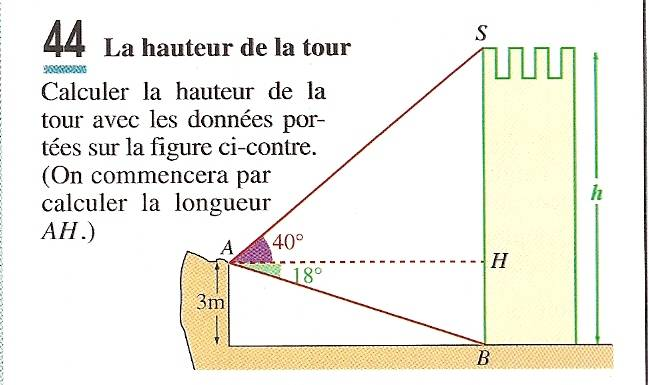 44 La hauteur de la tour
Calculer la hauteur de la
tour avec les données por-
tées sur la figure ci-contre.
(On commencera par
calculer la longueur
AH.)
S
h
A
40°
H
18°
3m
B